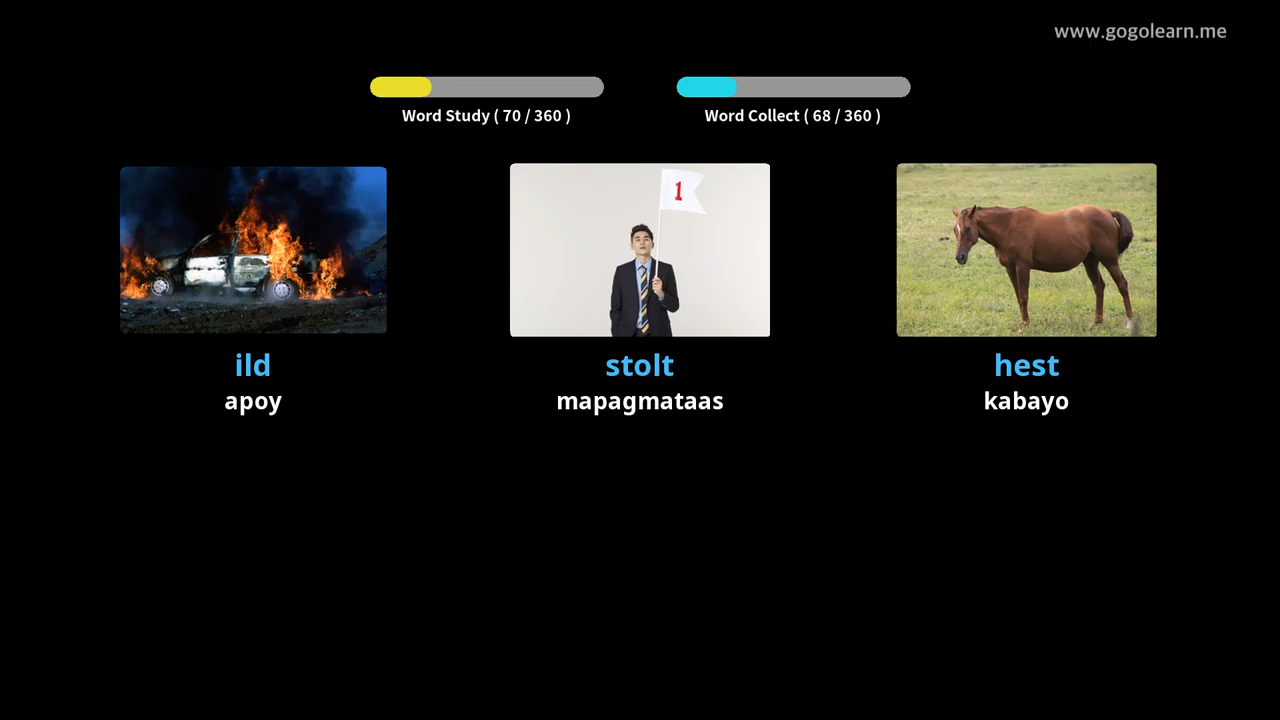 www.gogolearn.me
Word Study ( 70 / 360 )
Word Collect ( 68 / 360 )
1
ild
stolt
hest
apoy
mapagmataas
kabayo